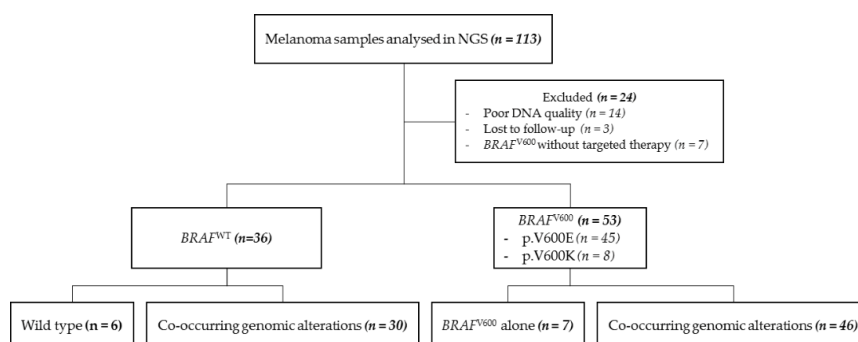 Melanoma samples analysed in NGS (n = 113)
Excluded (n = 24)
- Poor DNA quality (n = 14)
- Lost to follow-up (n = 3)
- BRAFV600 without targeted therapy (n = 7)
BRAFWT (n=36)
BRAFV600 (n = 53)
- p.V600E (n = 45)
- p.V600K (n = 8)
Wild type (n = 6)
Co-occurring genomic alterations (n = 30)
BRAFV600 alone (n = 7)
Co-occurring genomic alterations (n = 46)